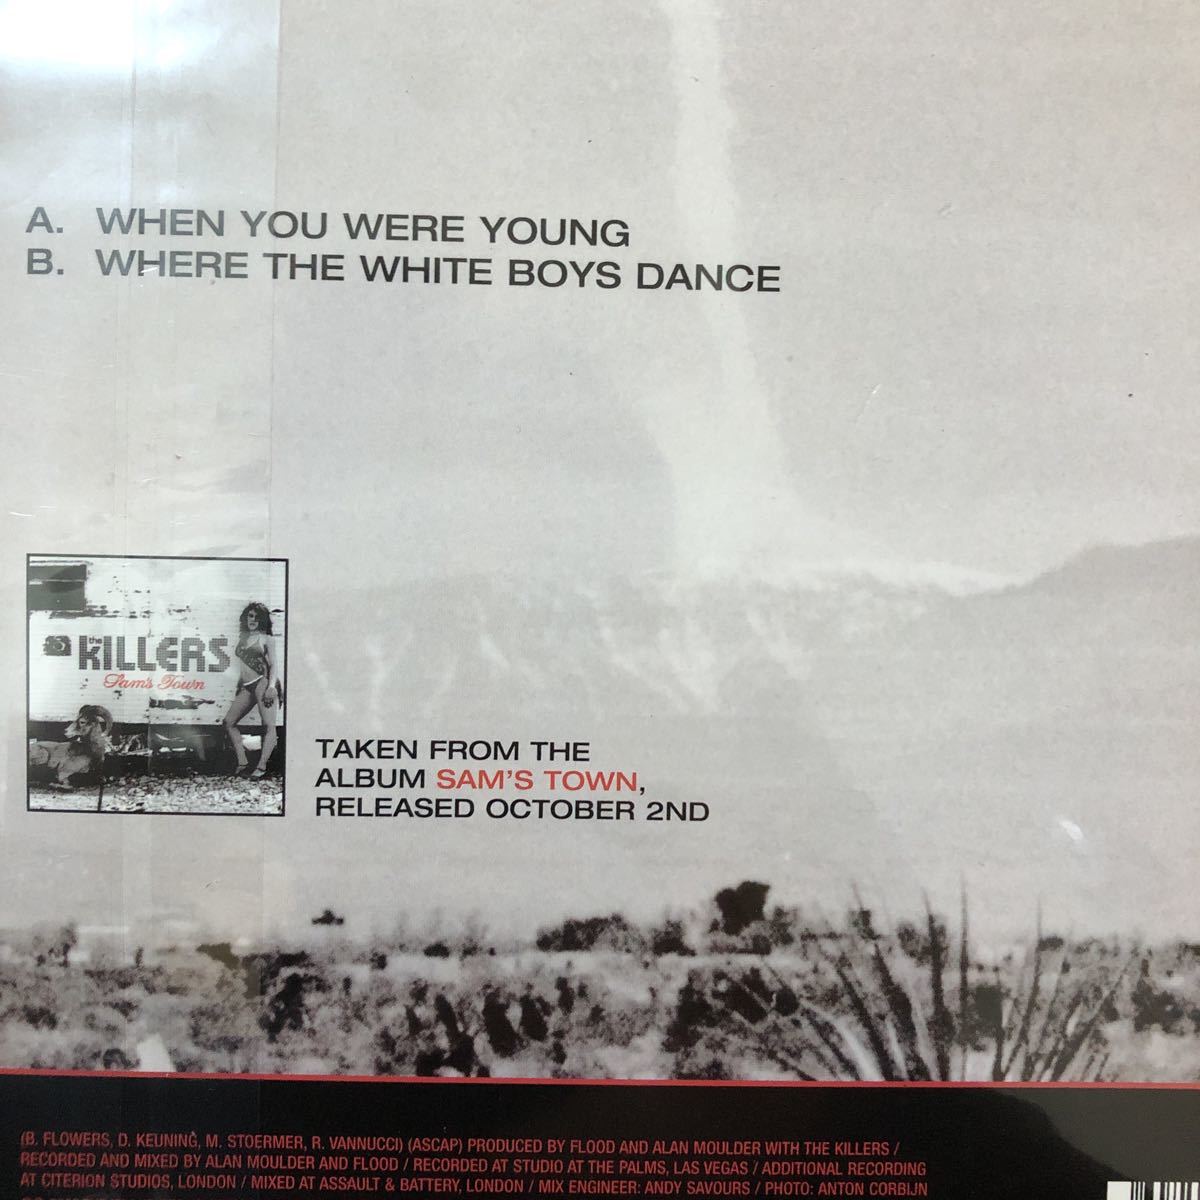 A. WHEN YOU WERE YOUNG
B. WHERE THE WHITE BOYS DANCE
the
KILLERS
Sam's Town
TAKEN FROM THE
ALBUM SAM'S TOWN,
RELEASED OCTOBER 2ND
(B. FLOWERS, D. KEUNING, M. STOERMER, R. VANNUCCI) (ASCAP) PRODUCED BY FLOOD AND ALAN MOULDER WITH THE KILLERS /
RECORDED AND MIXED BY ALAN MOULDER AND FLOOD / RECORDED AT STUDIO AT THE PALMS, LAS VEGAS / ADDITIONAL RECORDING
AT CITERION STUDIOS, LONDON / MIXED AT ASSAULT & BATTERY, LONDON / MIX ENGINEER: ANDY SAVOURS / PHOTO: ANTON CORBIJN